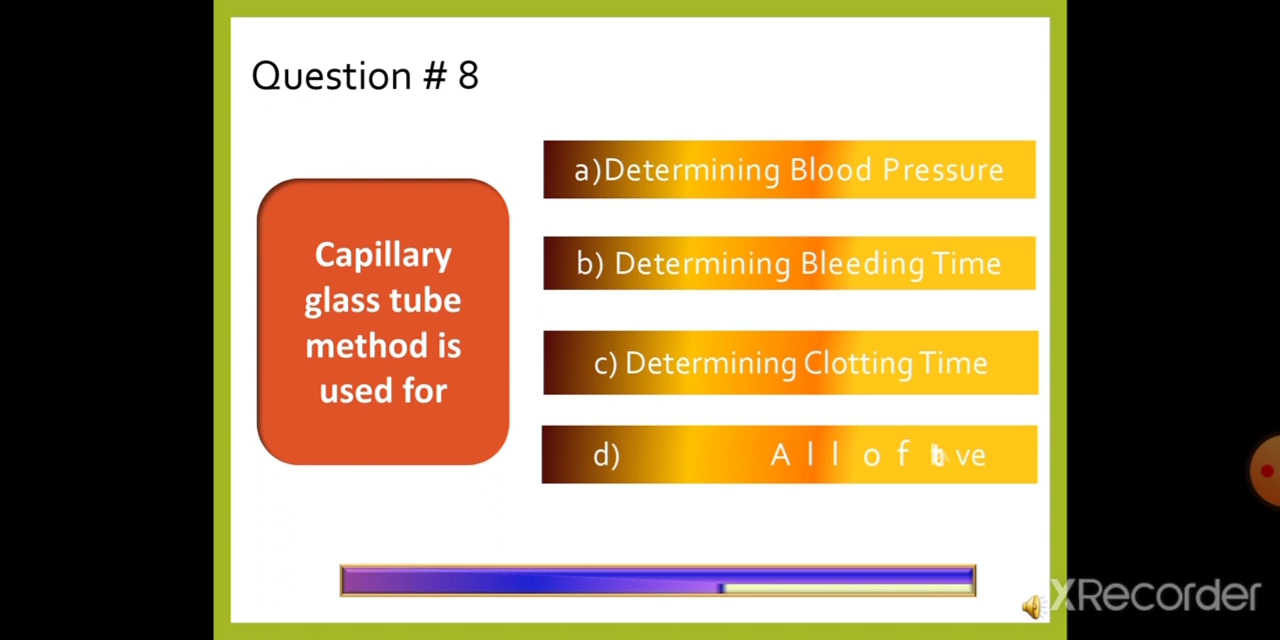 Question # 8
Capillary
glass tube
method is
used for
a)Determining Blood Pressure
b) Determining Bleeding Time
c) Determining Clotting Time
d) All of
XRecorder